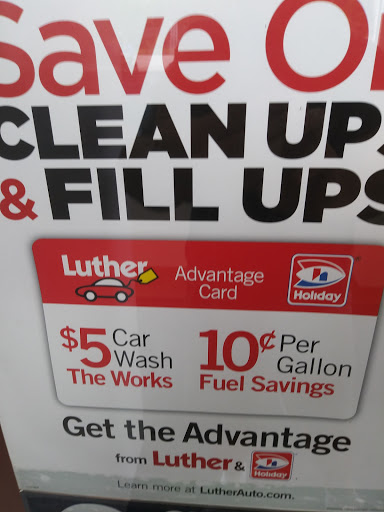 Save O
CLEAN UP
& FILL UPS
Luther Advantage Card
Holiday
$5 Car Wash
The Works
10¢ Per Gallon
Fuel Savings
Get the Advantage
from Luther & Holiday
Learn more at LutherAuto.com.